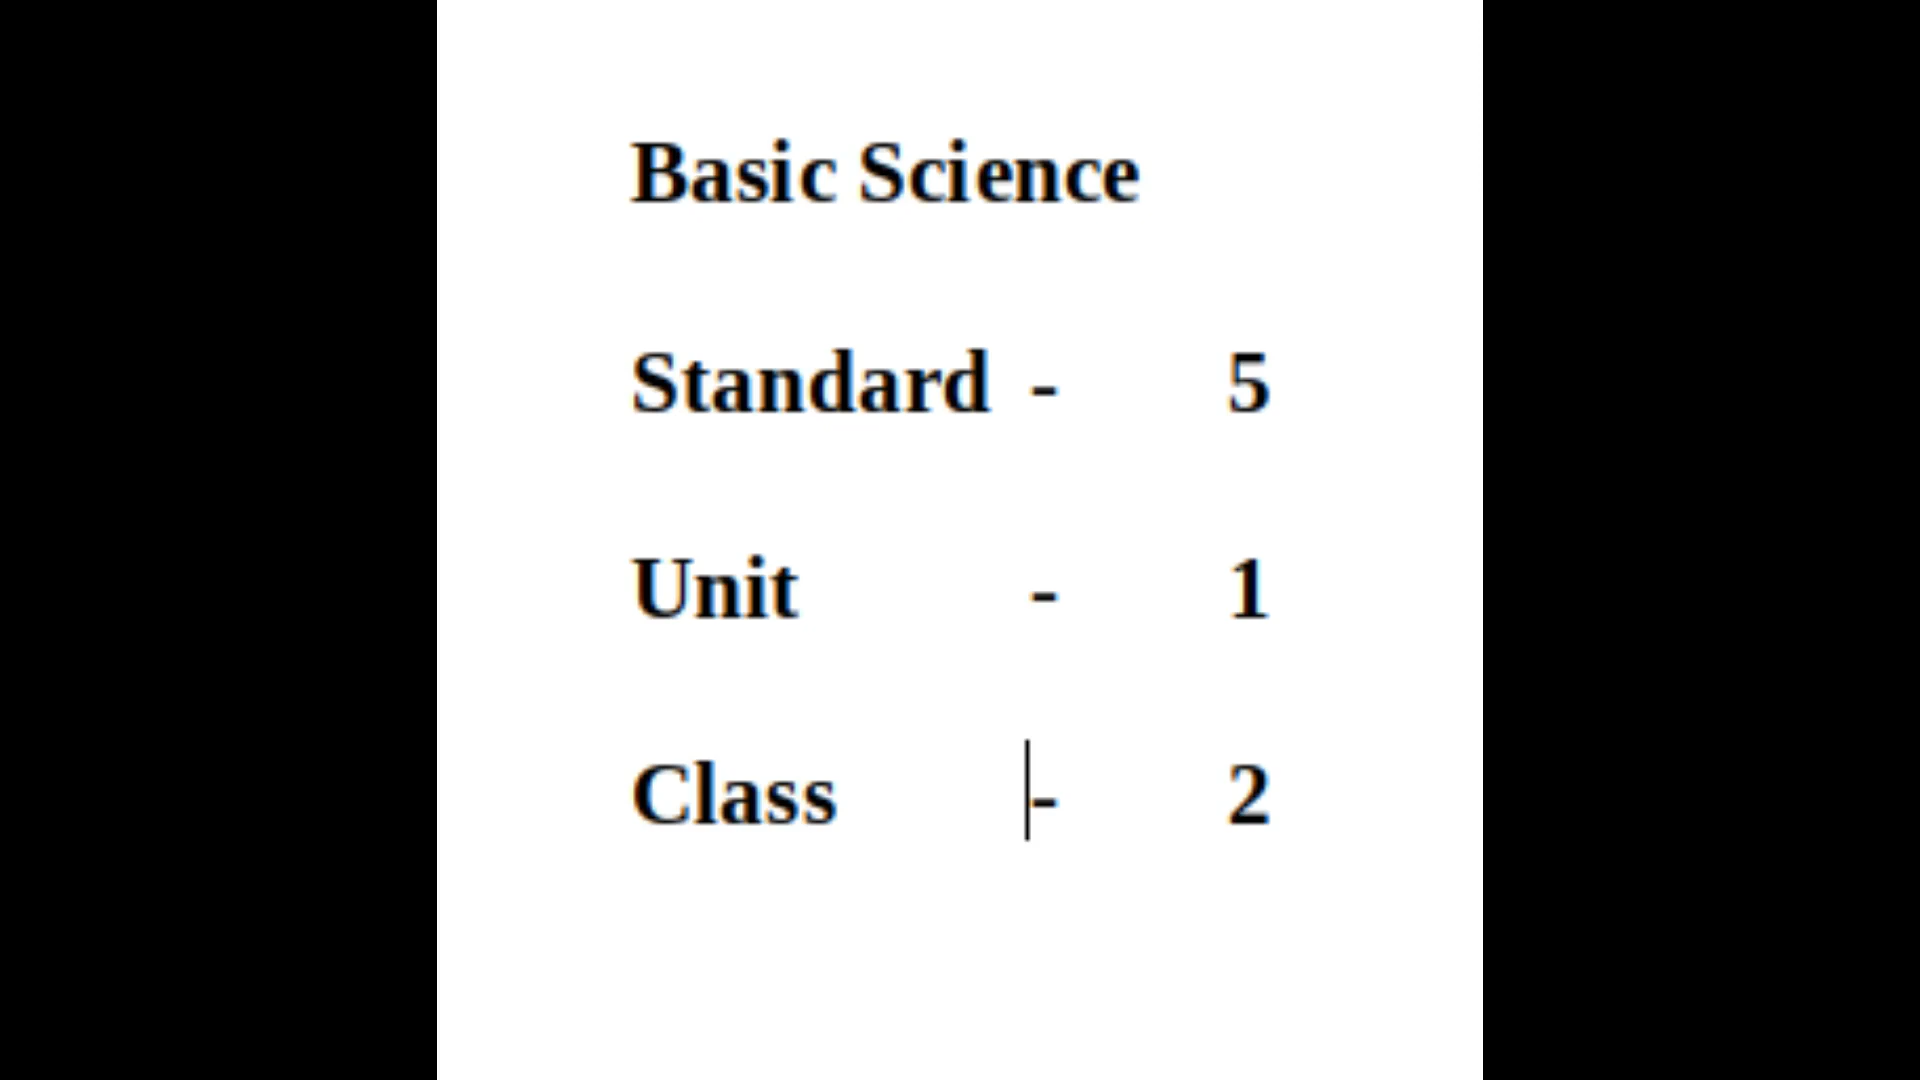 Basic Science
Standard - 5
Unit - 1
Class - 2